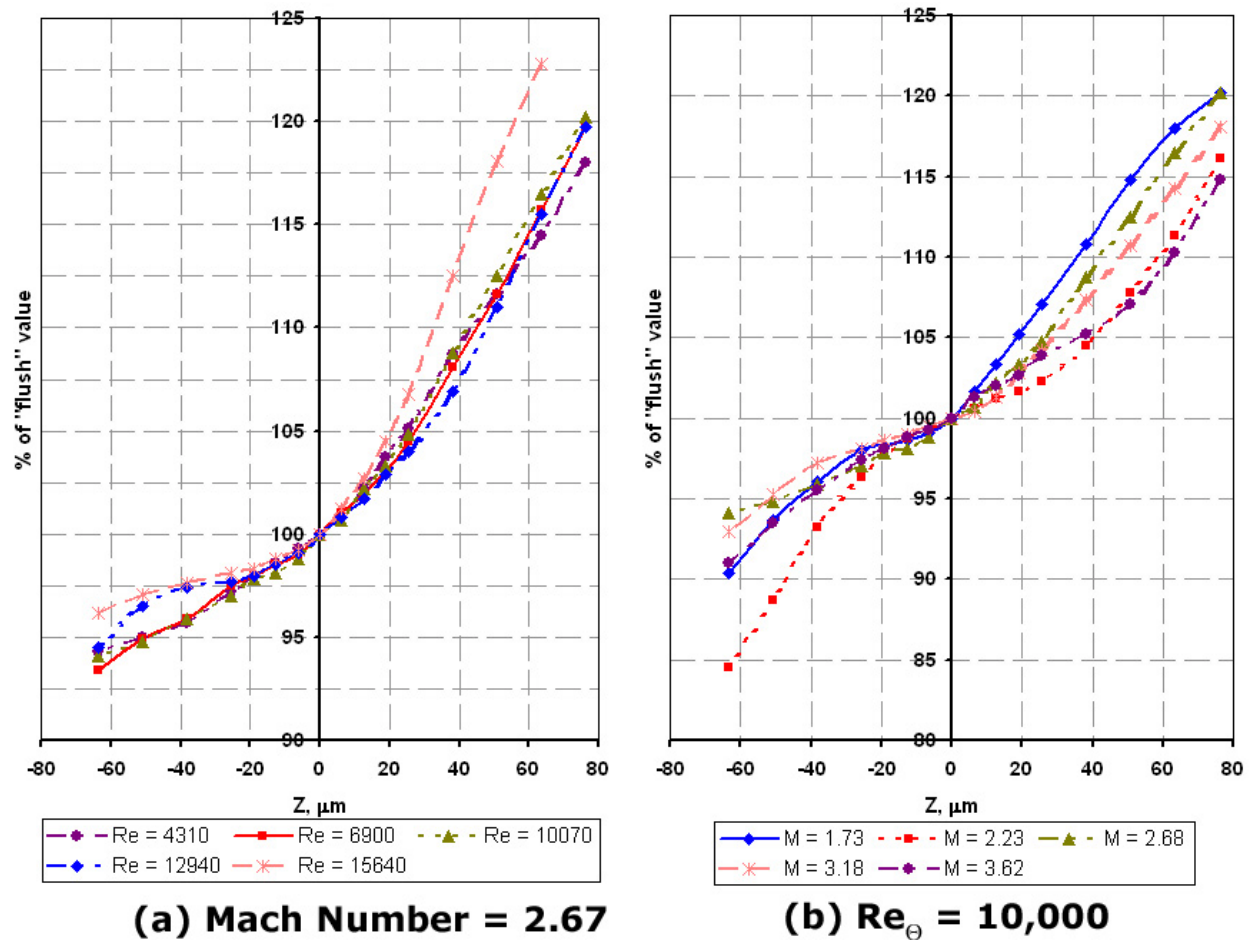 125
120
115
110
105
100
95
90
% of "flush" value
-80 -60 -40 -20 0 20 40 60 80
Z, μm
Re = 4310 Re = 6900 Re = 10070
Re = 12940 Re = 15640
(a) Mach Number = 2.67
125
120
115
110
105
100
95
90
85
80
% of "flush" value
-80 -60 -40 -20 0 20 40 60 80
Z, μm
M = 1.73 M = 2.23 M = 2.68
M = 3.18 M = 3.62
(b) ReΘ = 10,000